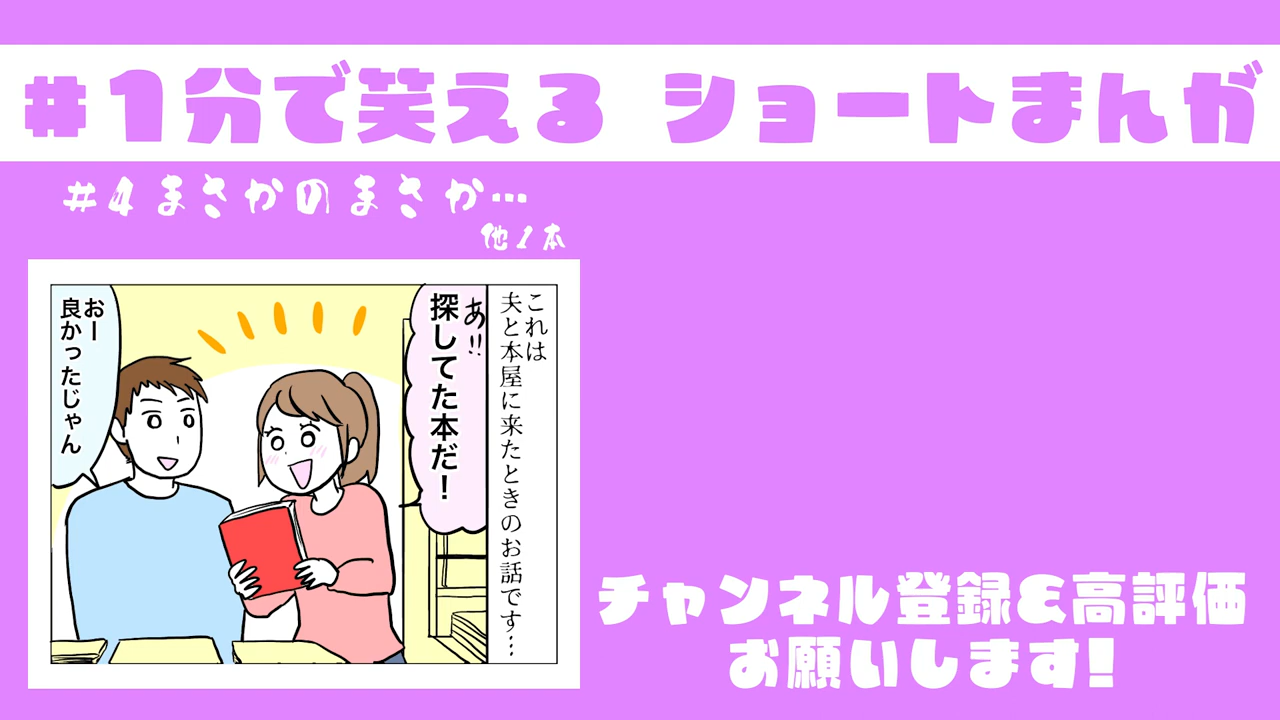 #1分で笑える ショートまんが
#4 まさかのまさか…
他1本
これは
夫と本屋に来たときのお話です…
あ!!
探してた本だ!
おー
良かったじゃん
チャンネル登録&高評価
お願いします!